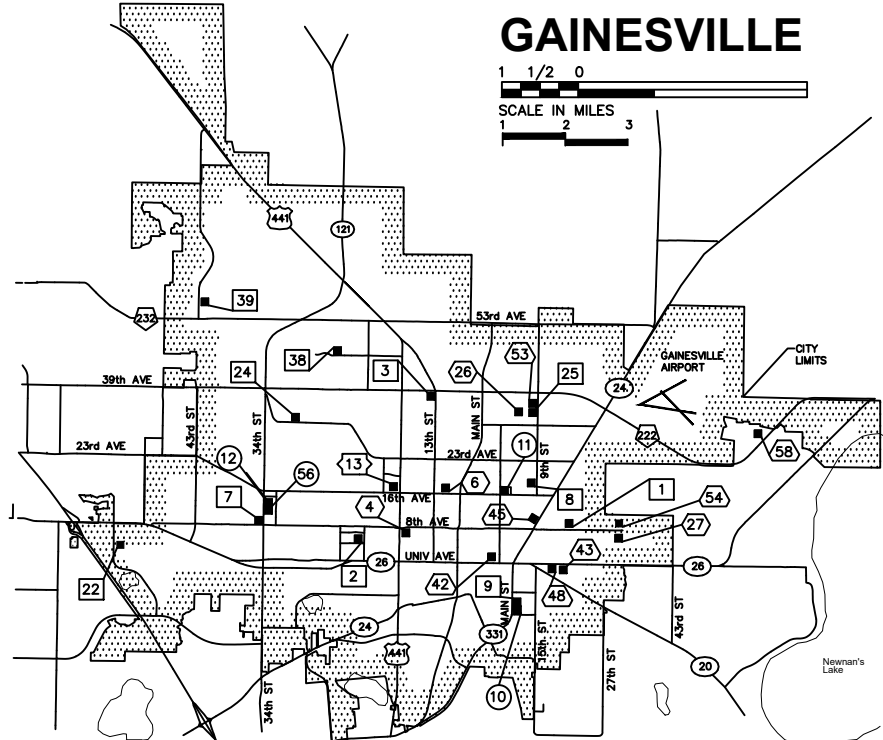 GAINESVILLE
1 1/2 0
SCALE IN MILES
1 2 3
441
121
39
232
53rd AVE
38
3
26
53
25
24
GAINESVILLE
AIRPORT
CITY
LIMITS
24
39th AVE
43rd ST
34th ST
13th ST
MAIN ST
9th ST
222
58
23rd AVE
23rd AVE
12
56
13
6
11
7
4
16th AVE
45
8
1
54
27
8th AVE
22
2
26
UNIV AVE
42
9
43
48
26
MAIN ST
15th ST
43rd ST
24
331
441
10
34th ST
27th ST
20
Newnan's
Lake